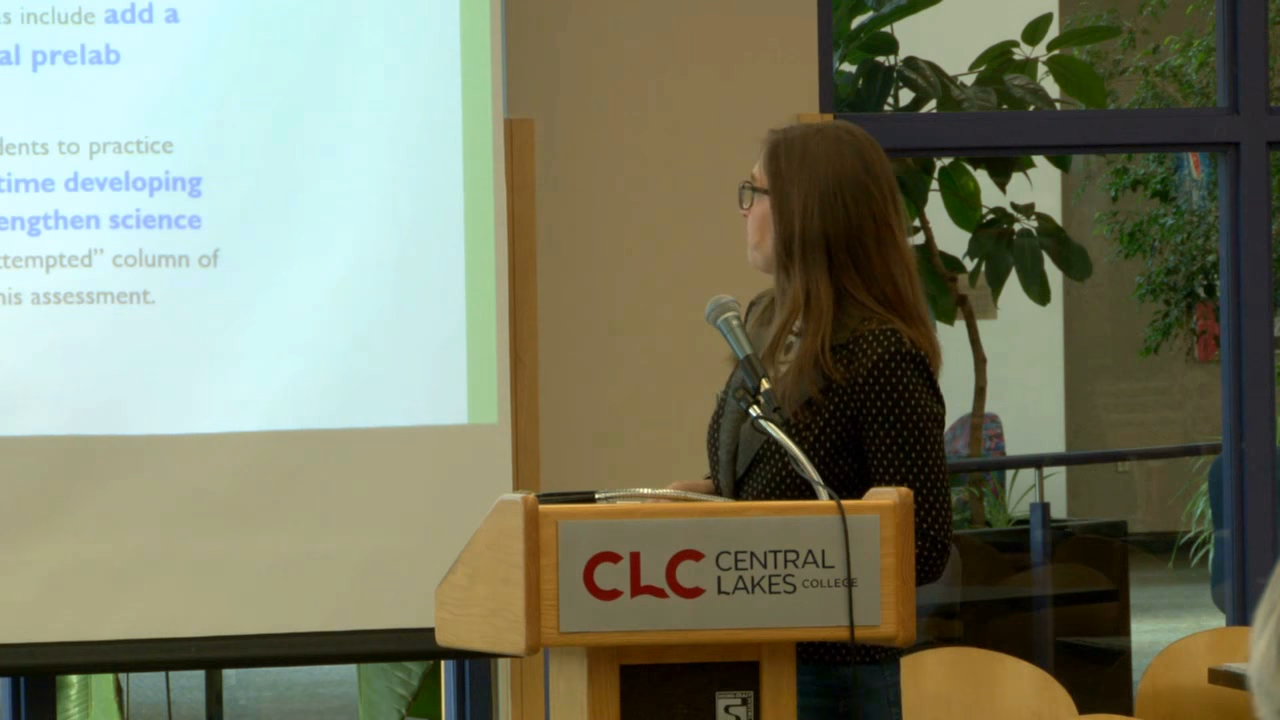 s include add a
al prelab
dents to practice
time developing
engthen science
ttempted” column of
his assessment.
CLC CENTRAL
LAKES COLLEGE